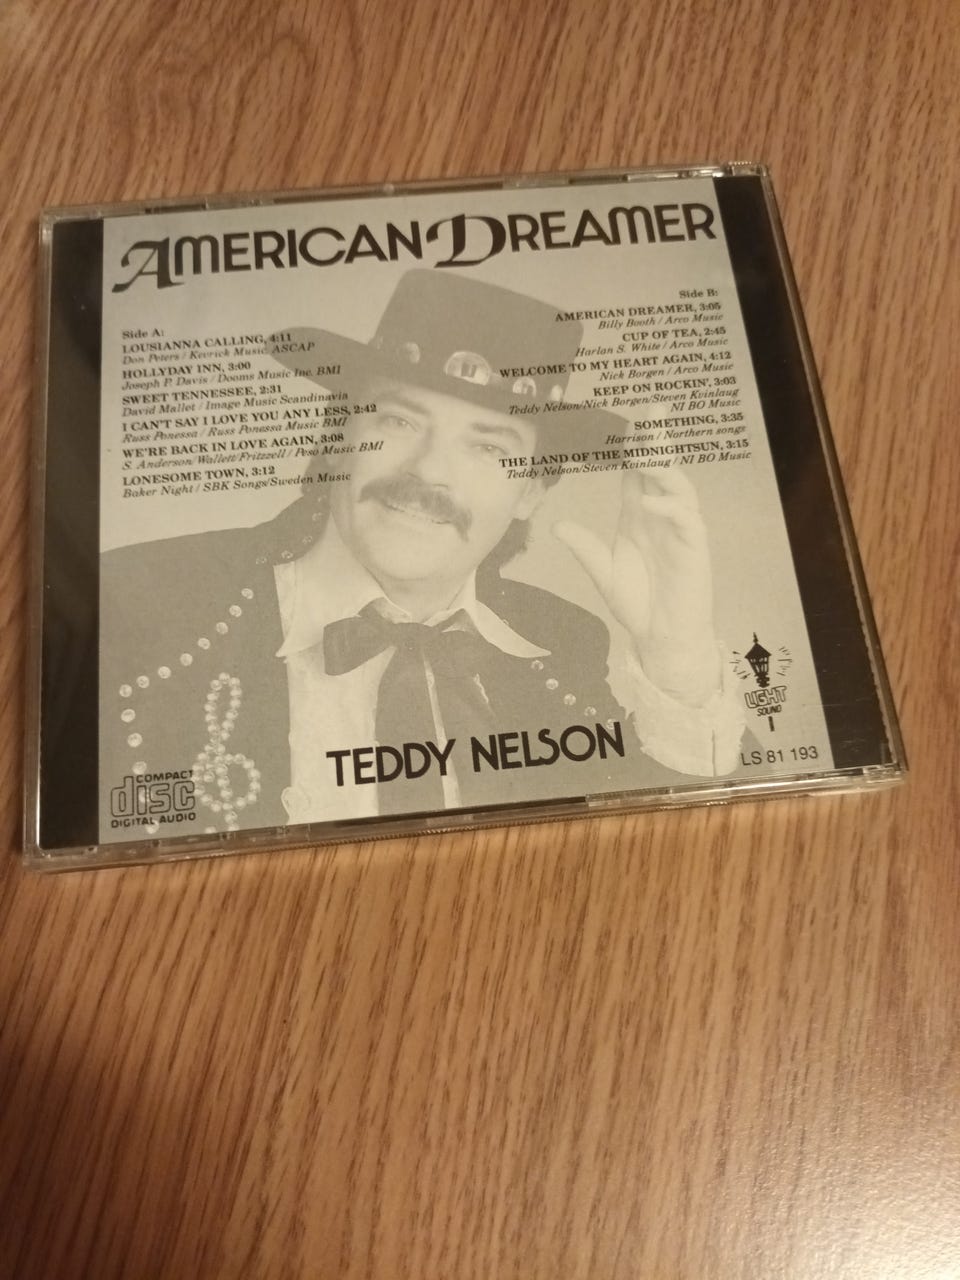 AMERICAN DREAMER
Side A:
LOUSIANNA CALLING, 4:11
Don Peters / Kevrick Music, ASCAP
HOLLYDAY INN, 3:00
Joseph P. Davis / Dooms Music Inc. BMI
SWEET TENNESSEE, 2:31
David Mallet / Image Music Scandinavia
I CAN'T SAY I LOVE YOU ANY LESS, 2:42
Russ Ponessa / Russ Ponessa Music BMI
WE'RE BACK IN LOVE AGAIN, 3:08
S. Anderson/Wallett/Fritzzell / Peso Music BMI
LONESOME TOWN, 3:12
Baker Night / SBK Songs/Sweden Music
Side B:
AMERICAN DREAMER, 3:05
Billy Booth / Arco Music
CUP OF TEA, 2:45
Harlan S. White / Arco Music
WELCOME TO MY HEART AGAIN, 4:12
Nick Borgen / Arco Music
KEEP ON ROCKIN', 3:03
Teddy Nelson/Nick Borgen/Steven Kvinlaug
NI BO Music
SOMETHING, 3:35
Harrison / Northern songs
THE LAND OF THE MIDNIGHTSUN, 3:15
Teddy Nelson/Steven Kvinlaug / NI BO Music
TEDDY NELSON
COMPACT
disc
DIGITAL AUDIO
LIGHT
SOUND
LS 81 193